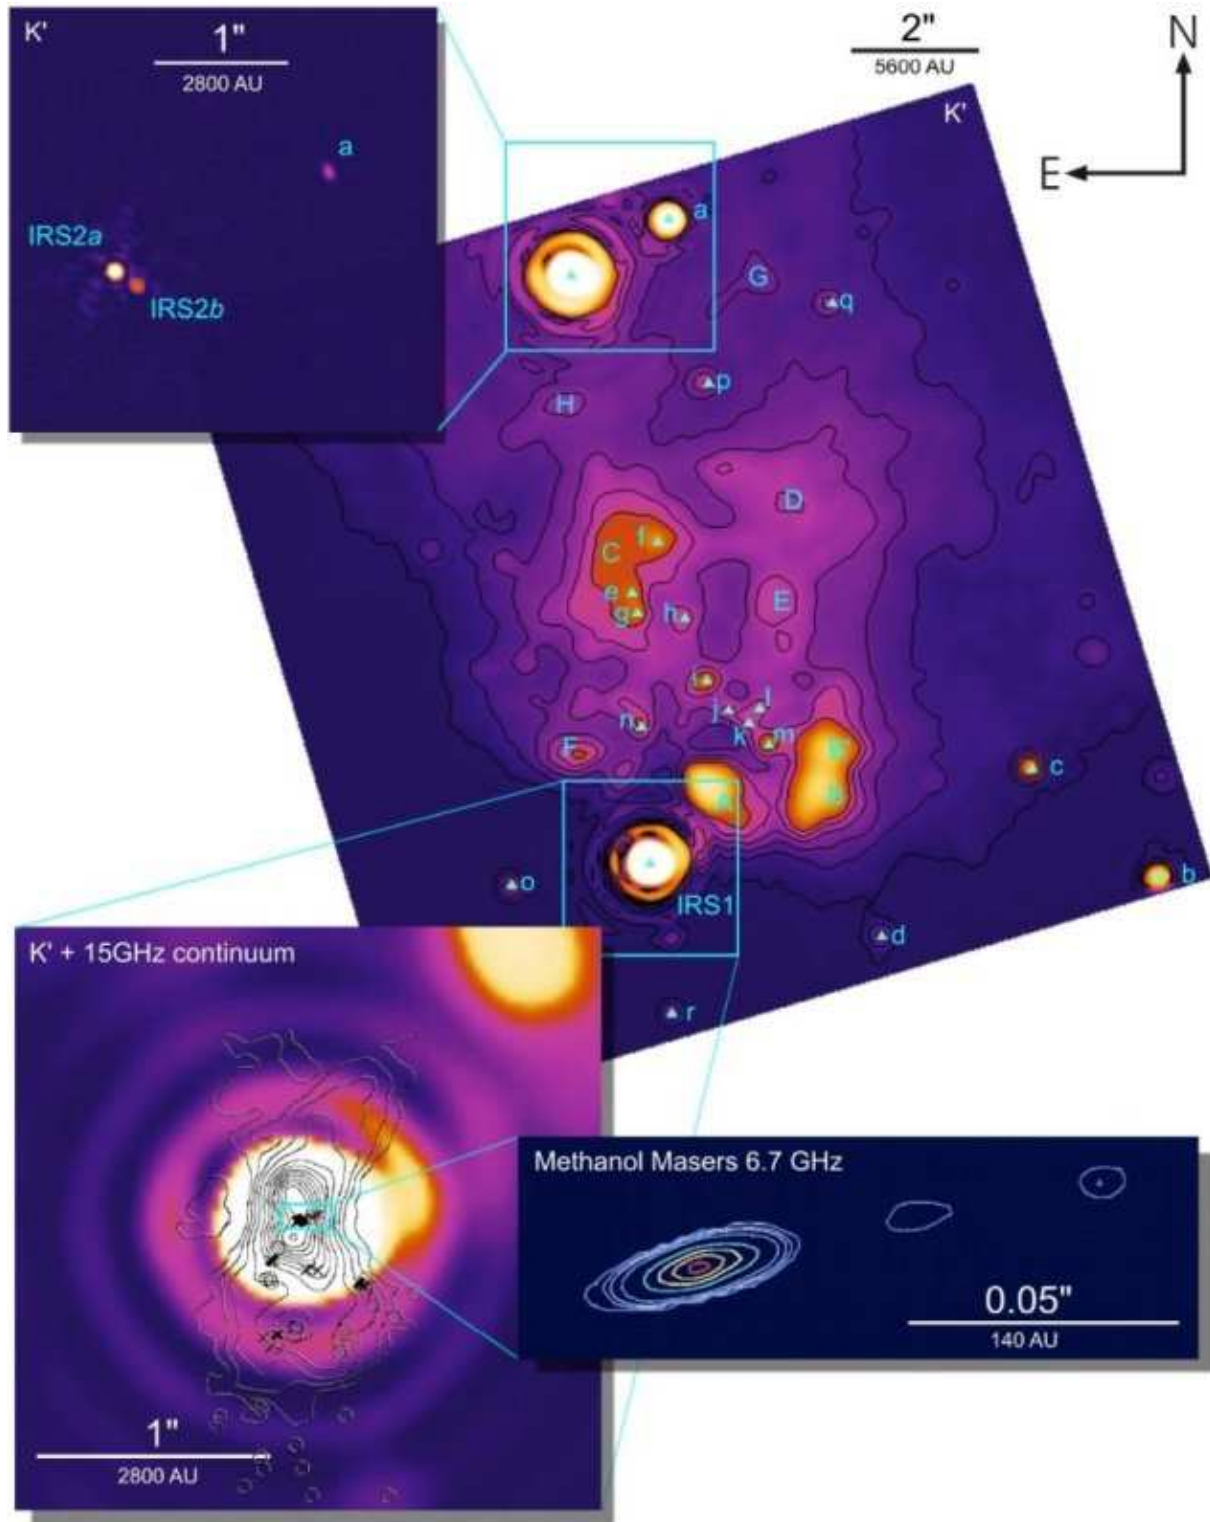 K'
1"
2800 AU
a
IRS2a
IRS2b
2"
5600 AU
N
E
K'
a
G
q
p
H
D
C
f
e
g
h
E
i
j
l
k
m
n
F
c
b
o
IRS1
d
r
K' + 15GHz continuum
1"
2800 AU
Methanol Masers 6.7 GHz
0.05"
140 AU